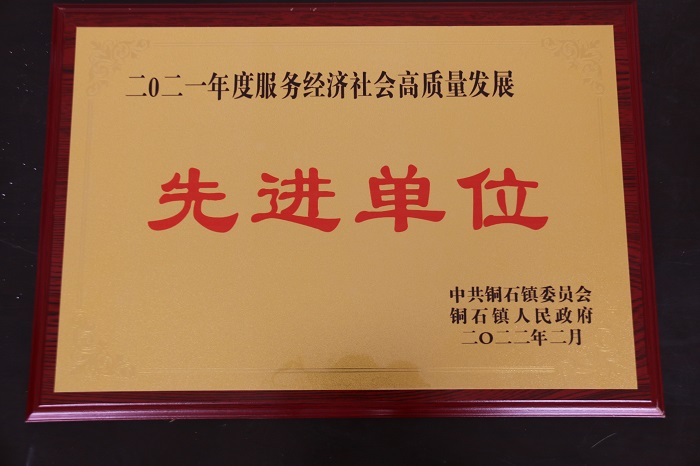 二〇二一年度服务经济社会高质量发展
先进单位
中共铜石镇委员会
铜石镇人民政府
二〇二二年二月